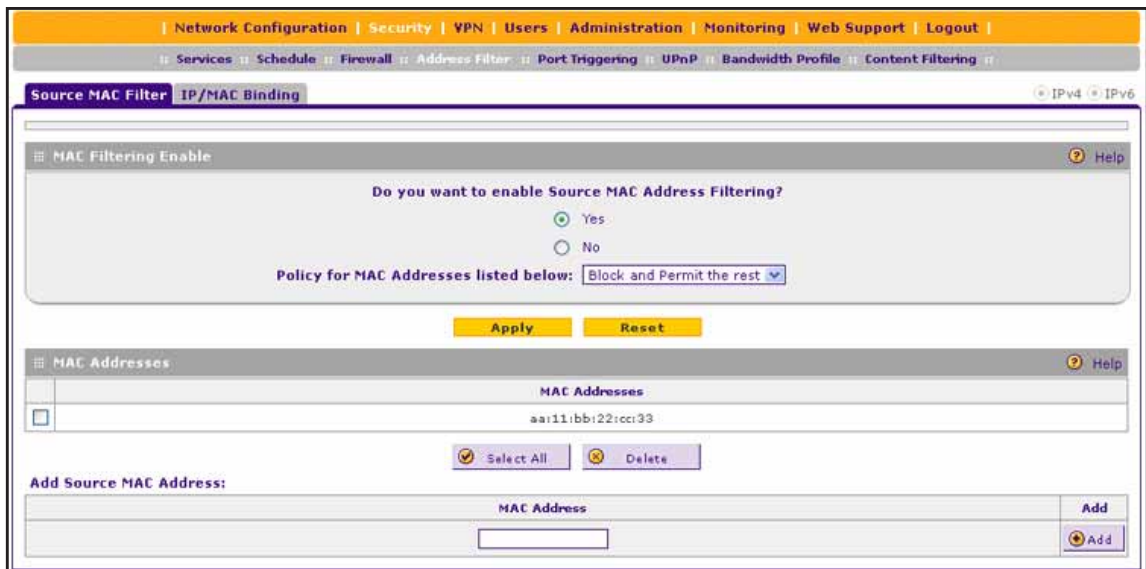 | Network Configuration | Security | VPN | Users | Administration | Monitoring | Web Support | Logout |
:: Services :: Schedule :: Firewall :: Address Filter :: Port Triggering :: UPnP :: Bandwidth Profile :: Content Filtering ::
Source MAC Filter IP/MAC Binding IPv4 IPv6
MAC Filtering Enable Help
Do you want to enable Source MAC Address Filtering?
Yes
No
Policy for MAC Addresses listed below: Block and Permit the rest
Apply Reset
MAC Addresses Help
MAC Addresses
aa:11:bb:22:cc:33
Select All Delete
Add Source MAC Address:
MAC Address Add
Add